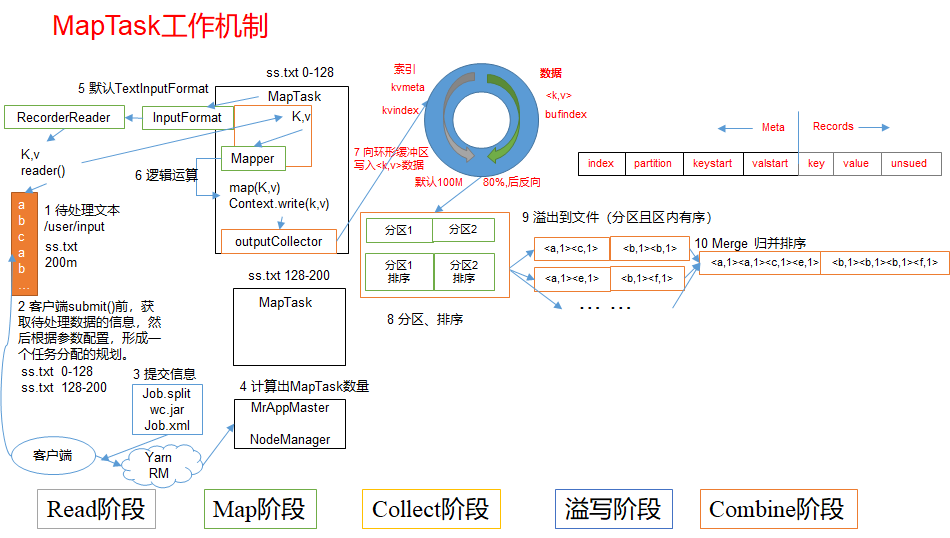 MapTask工作机制
ss.txt 0-128
5 默认TextInputFormat
MapTask
RecorderReader
InputFormat
K,v
K,v
reader()
Mapper
6 逻辑运算
map(K,v)
Context.write(k,v)
outputCollector
a
b
c
a
b
...
1 待处理文本
/user/input
ss.txt
200m
ss.txt 128-200
MapTask
2 客户端submit()前，获
取待处理数据的信息，然
后根据参数配置，形成一
个任务分配的规划。
ss.txt 0-128
ss.txt 128-200
3 提交信息
Job.split
wc.jar
Job.xml
4 计算出MapTask数量
MrAppMaster
NodeManager
客户端
Yarn
RM
索引
kvmeta
kvindex
数据
<k,v>
bufindex
7 向环形缓冲区
写入<k,v>数据
默认100M
80%,后反向
Meta
Records
index partition keystart valstart key value unsued
分区1
分区2
分区1
排序
分区2
排序
8 分区、排序
9 溢出到文件（分区且区内有序）
<a,1><c,1>
<b,1><b,1>
<a,1><e,1>
<b,1><f,1>
... ...
10 Merge 归并排序
<a,1><a,1><c,1><e,1>
<b,1><b,1><b,1><f,1>
Read阶段
Map阶段
Collect阶段
溢写阶段
Combine阶段